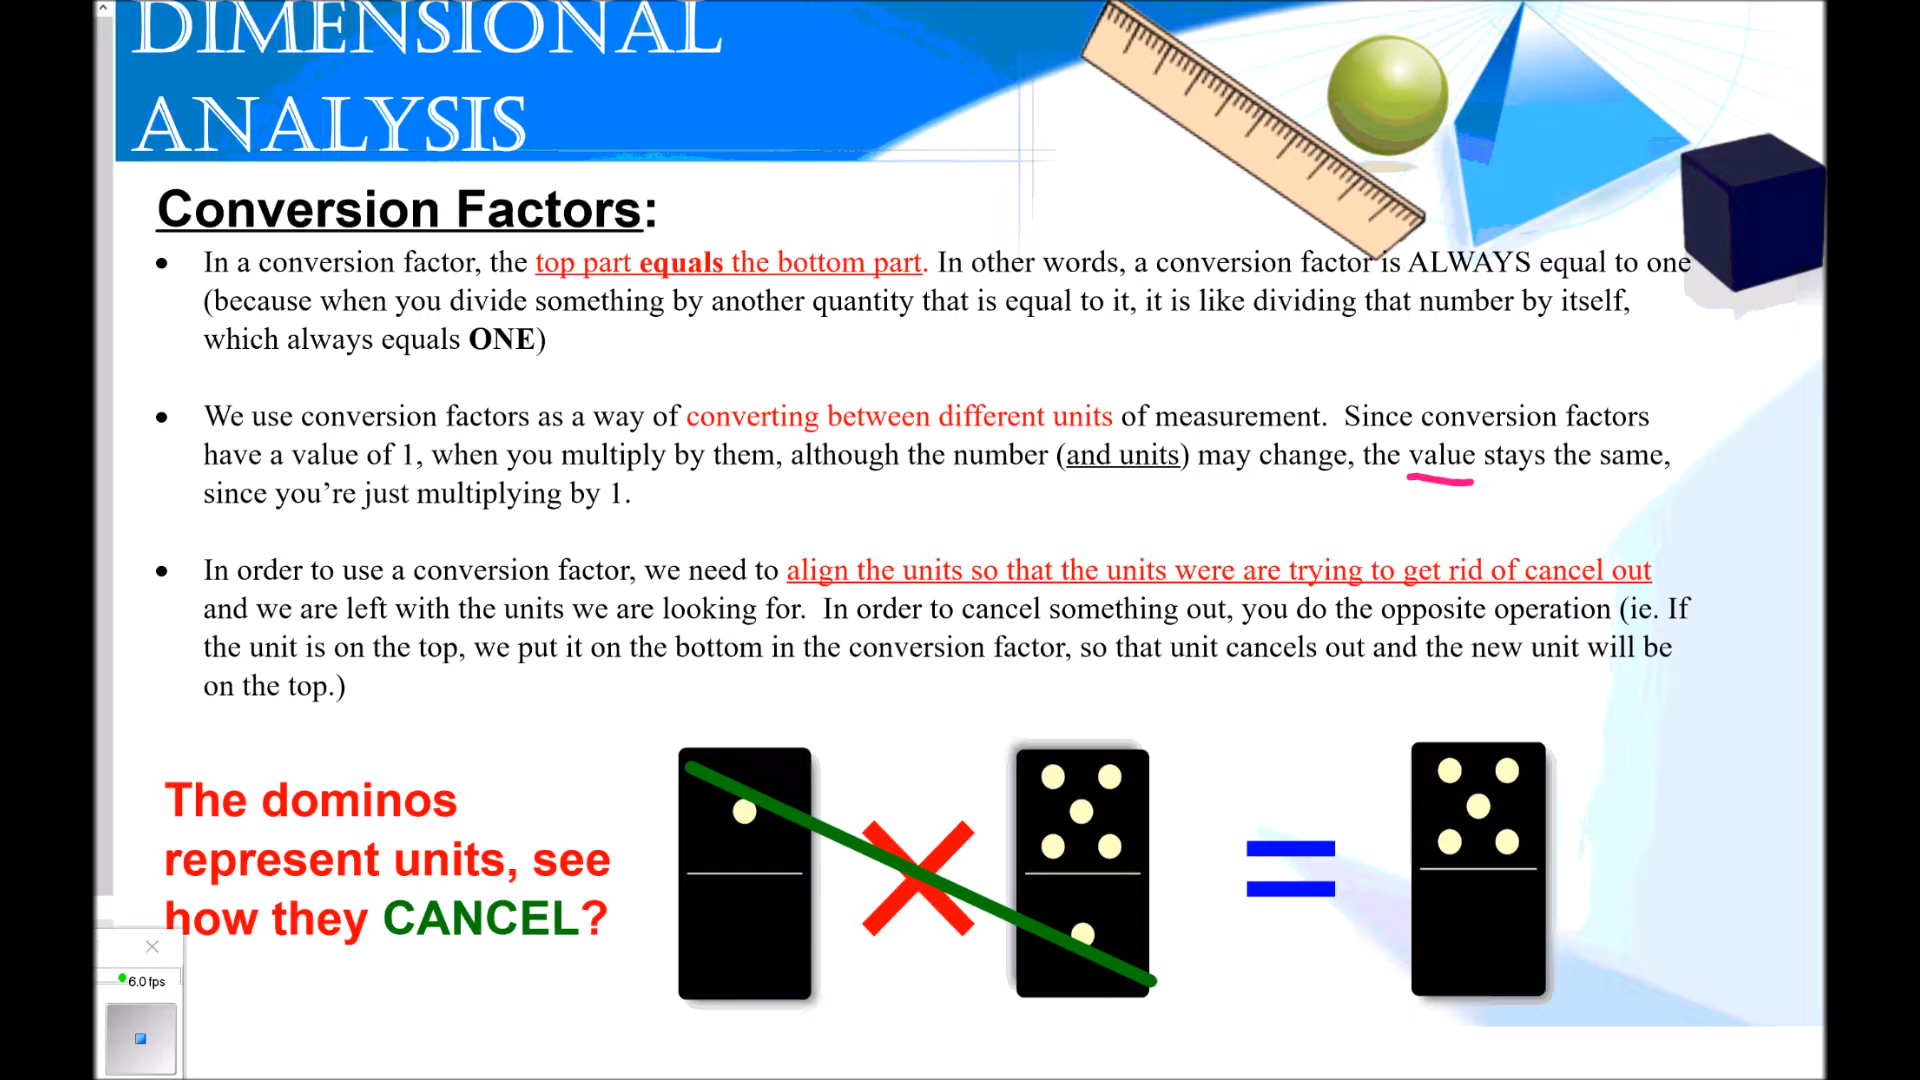 DIMENSIONAL
ANALYSIS
Conversion Factors:
• In a conversion factor, the top part equals the bottom part. In other words, a conversion factor is ALWAYS equal to one
(because when you divide something by another quantity that is equal to it, it is like dividing that number by itself,
which always equals ONE)
• We use conversion factors as a way of converting between different units of measurement. Since conversion factors
have a value of 1, when you multiply by them, although the number (and units) may change, the value stays the same,
since you’re just multiplying by 1.
• In order to use a conversion factor, we need to align the units so that the units were are trying to get rid of cancel out
and we are left with the units we are looking for. In order to cancel something out, you do the opposite operation (ie. If
the unit is on the top, we put it on the bottom in the conversion factor, so that unit cancels out and the new unit will be
on the top.)
The dominos
represent units, see
how they CANCEL?
6.0 fps